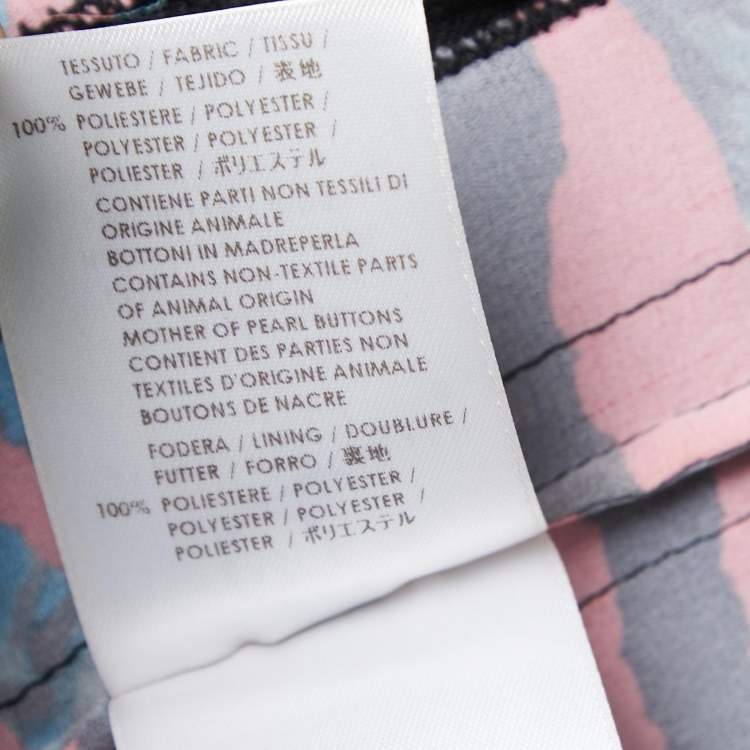 TESSUTO / FABRIC / TISSU /
GEWEBE / TEJIDO / 表地
100% POLIESTERE / POLYESTER /
POLYESTER / POLYESTER /
POLIESTER / ポリエステル
CONTIENE PARTI NON TESSILI DI
ORIGINE ANIMALE
BOTTONI IN MADREPERLA
CONTAINS NON-TEXTILE PARTS
OF ANIMAL ORIGIN
MOTHER OF PEARL BUTTONS
CONTIENT DES PARTIES NON
TEXTILES D'ORIGINE ANIMALE
BOUTONS DE NACRE
FODERA / LINING / DOUBLURE /
FUTTER / FORRO / 裏地
100% POLIESTERE / POLYESTER /
POLYESTER / POLYESTER /
POLIESTER / ポリエステル